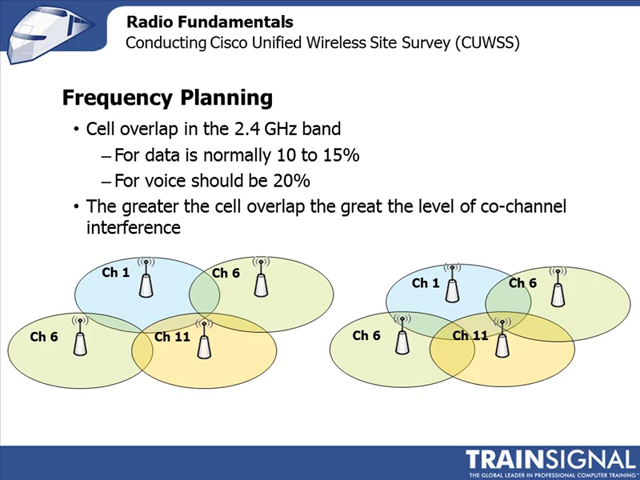 Radio Fundamentals
Conducting Cisco Unified Wireless Site Survey (CUWSS)
Frequency Planning
• Cell overlap in the 2.4 GHz band
– For data is normally 10 to 15%
– For voice should be 20%
• The greater the cell overlap the great the level of co-channel
interference
Ch 1
Ch 6
Ch 6
Ch 11
Ch 1
Ch 6
Ch 6
Ch 11
TRAINSIGNAL
THE GLOBAL LEADER IN PROFESSIONAL COMPUTER TRAINING